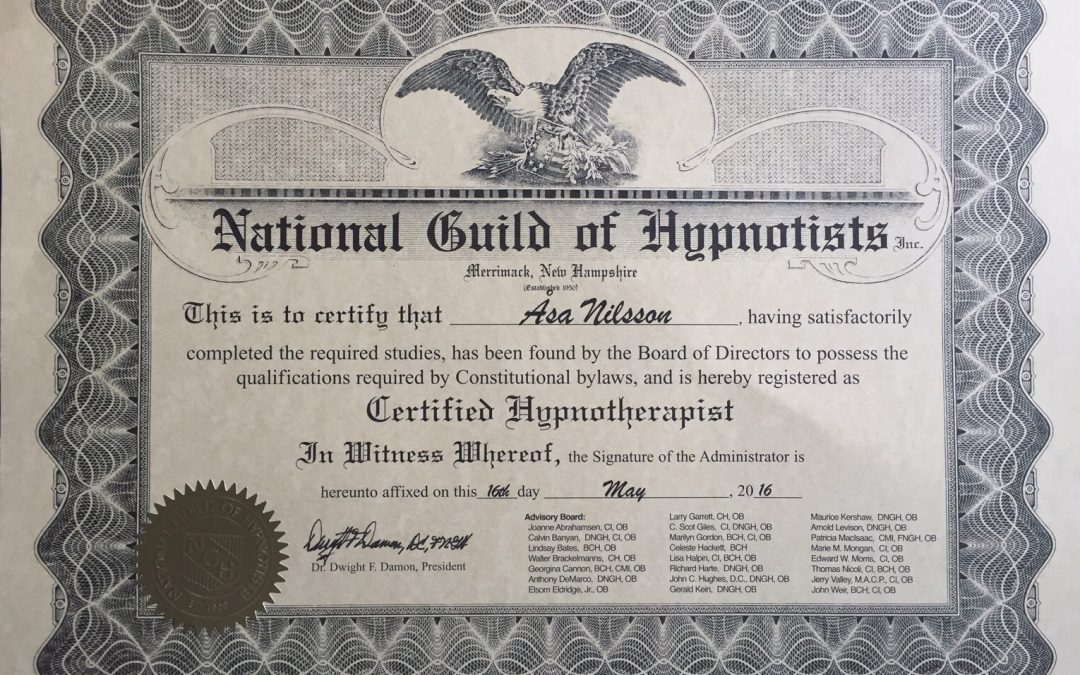 National Guild of Hypnotists Inc.
Merrimack, New Hampshire
(Established 1950)
This is to certify that Åsa Nilsson, having satisfactorily
completed the required studies, has been found by the Board of Directors to possess the
qualifications required by Constitutional bylaws, and is hereby registered as
Certified Hypnotherapist
In Witness Whereof, the Signature of the Administrator is
hereunto affixed on this 16th day May, 2016
Dr. Dwight F. Damon, President
Advisory Board:
Joanne Abrahamsen, CI, OB
Calvin Banyan, DNGH, CI, OB
Lindsay Bates, BCH, OB
Walter Brackelmanns, CH, OB
Georgina Cannon, BCH, CMI, OB
Anthony DeMarco, DNGH, OB
Elsom Eldridge, Jr., OB
Larry Garrett, CH, OB
C. Scot Giles, CI, DNGH, OB
Marilyn Gordon, BCH, CI, OB
Celeste Hackett, BCH
Lisa Halpin, CI, BCH, OB
Richard Harte, DNGH, OB
John C. Hughes, D.C., DNGH, OB
Gerald Kein, DNGH, OB
Maurice Kershaw, DNGH, OB
Arnold Levison, DNGH, OB
Patricia MacIsaac, CMI, FNGH, OB
Marie M. Mongan, CI, OB
Edward W. Morris, CI, OB
Thomas Nicoli, CI, BCH, OB
Jerry Valley, M.A.C.P., CI, OB
John Weir, BCH, CI, OB